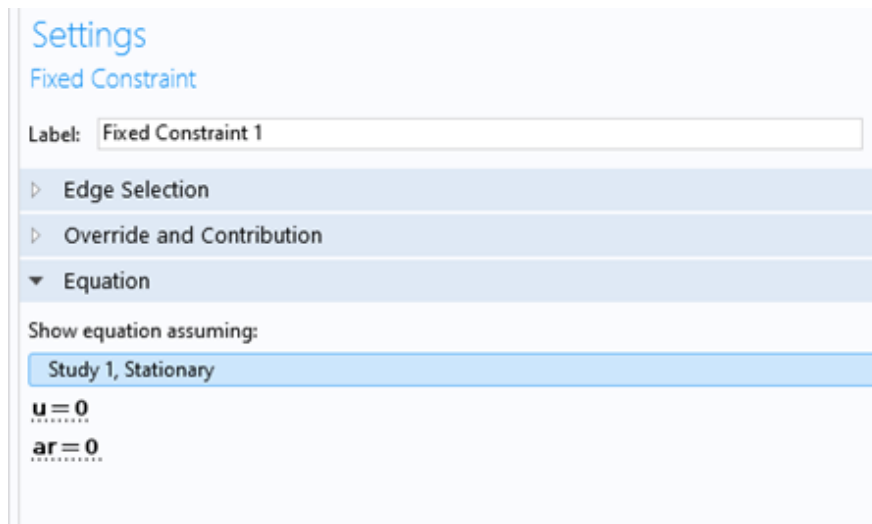 Settings
Fixed Constraint
Label: Fixed Constraint 1
Edge Selection
Override and Contribution
Equation
Show equation assuming:
Study 1, Stationary
u = 0
ar = 0